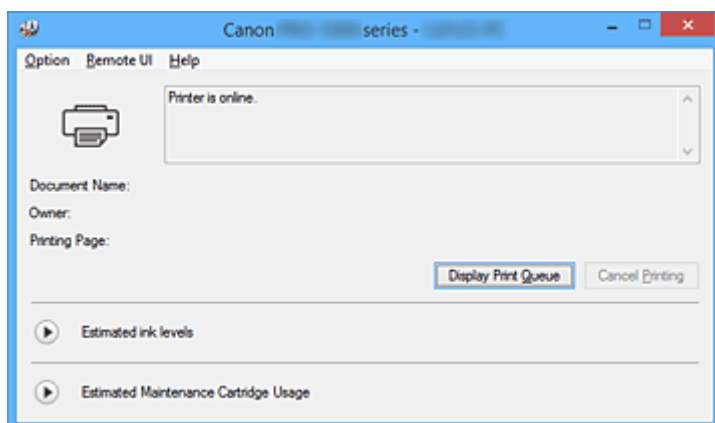 Canon series -
Option Remote UI Help
Printer is online.
Document Name:
Owner:
Printing Page:
Display Print Queue Cancel Printing
Estimated ink levels
Estimated Maintenance Cartridge Usage